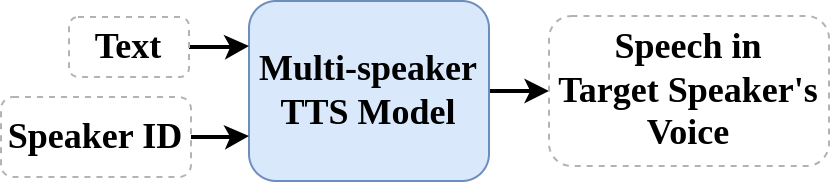 Text
Speaker ID
Multi-speaker
TTS Model
Speech in
Target Speaker's
Voice